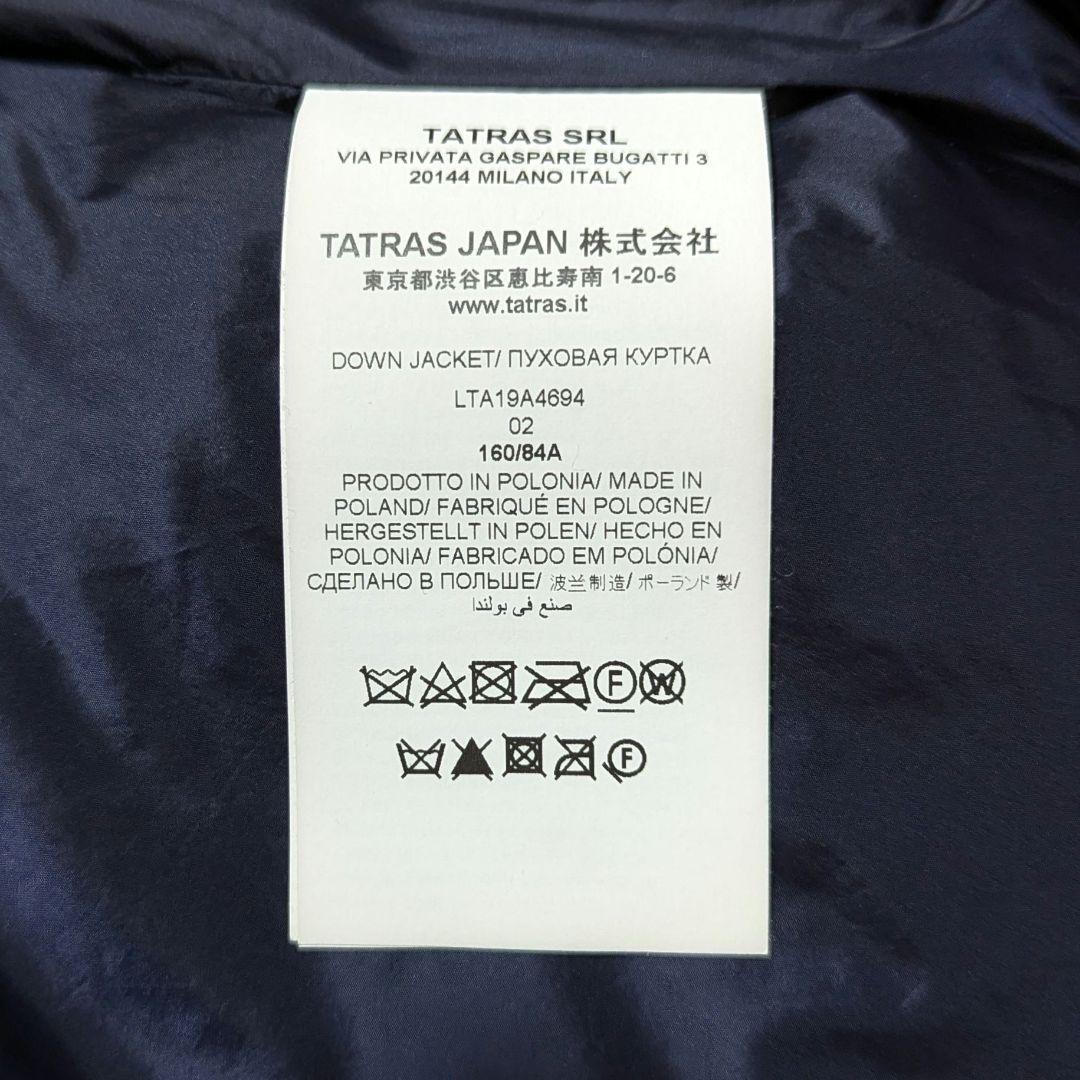 TATRAS SRL
VIA PRIVATA GASPARE BUGATTI 3
20144 MILANO ITALY
TATRAS JAPAN 株式会社
東京都渋谷区恵比寿南 1-20-6
www.tatras.it
DOWN JACKET/ ПУХОВАЯ КУРТКА
LTA19A4694
02
160/84A
PRODOTTO IN POLONIA/ MADE IN
POLAND/ FABRIQUÉ EN POLOGNE/
HERGESTELLT IN POLEN/ HECHO EN
POLONIA/ FABRICADO EM POLÓNIA/
СДЕЛАНО В ПОЛЬШЕ/ 波兰制造/ ポーランド製/
صنع في بولندا
F W
F